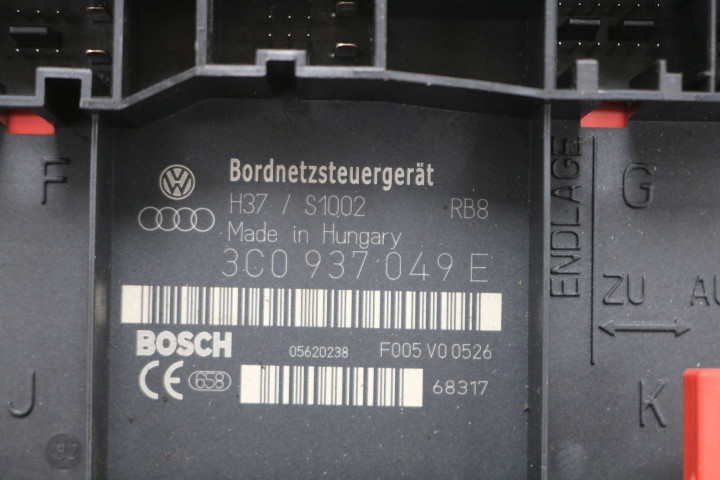 Bordnetzsteuergerät
H37 / S1002 RB8
Made in Hungary
3C0 937 049 E
BOSCH 05620238 F005 V0 0526
CE 658 68317
F
J
ENDLAGE
G
ZU AU
K